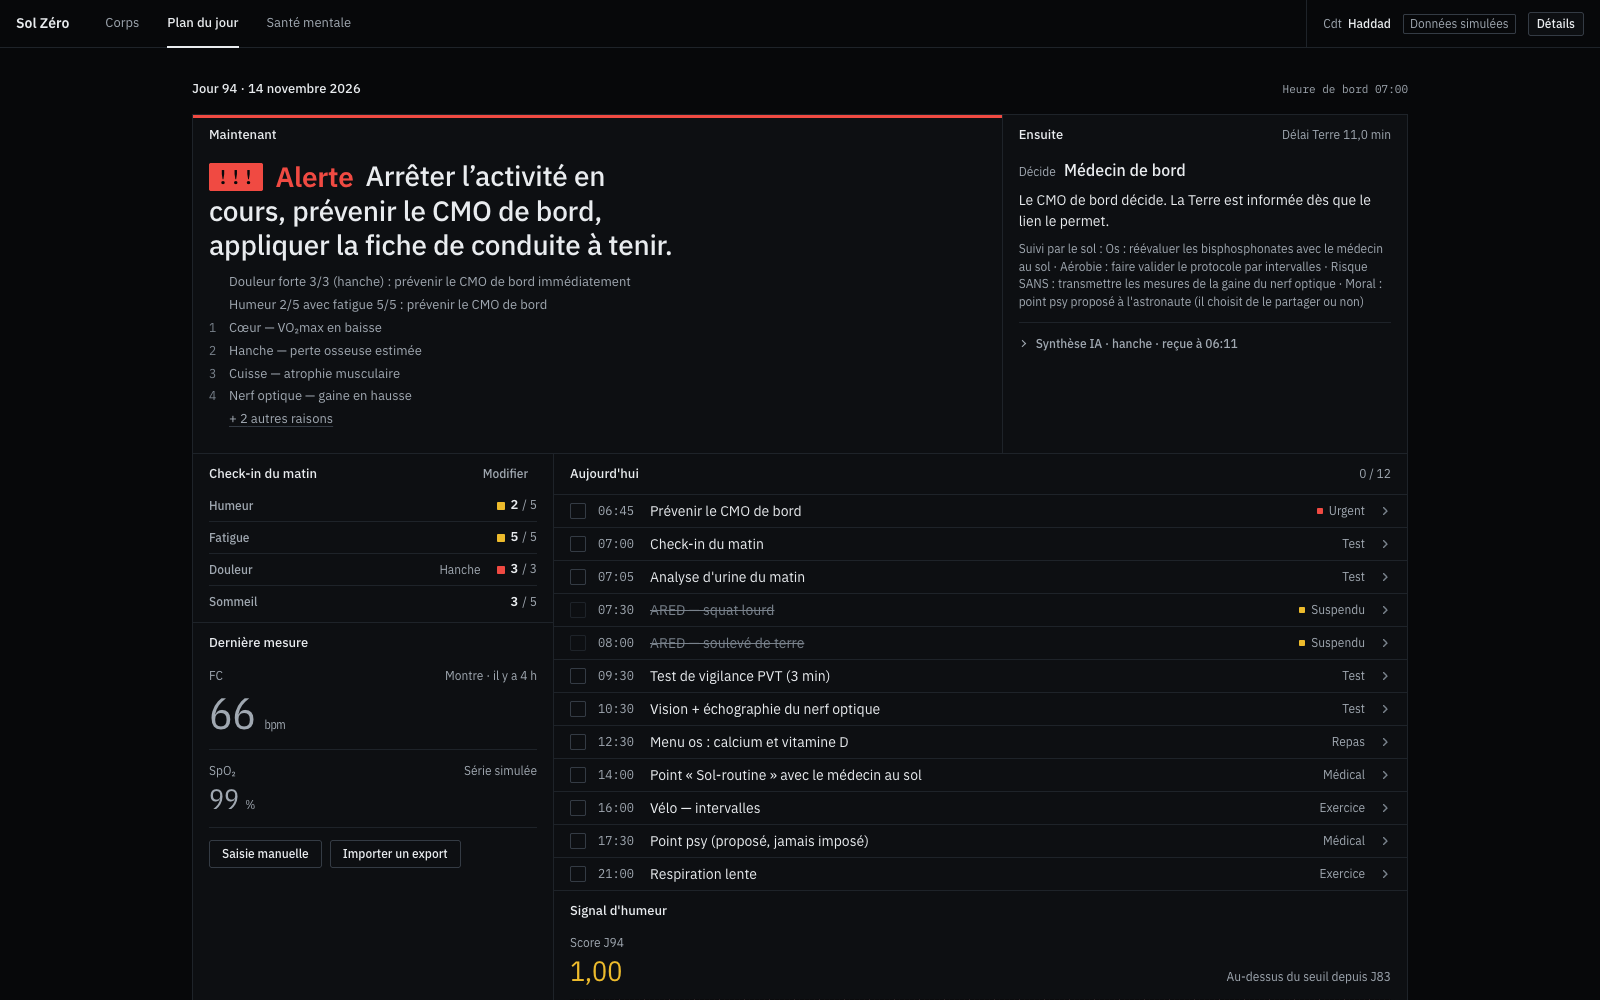 Sol Zéro
Corps
Plan du jour
Santé mentale
Cdt Haddad
Données simulées
Détails
Jour 94 · 14 novembre 2026
Heure de bord 07:00
Maintenant
!!! Alerte Arrêter l’activité en
cours, prévenir le CMO de bord,
appliquer la fiche de conduite à tenir.
Douleur forte 3/3 (hanche) : prévenir le CMO de bord immédiatement
Humeur 2/5 avec fatigue 5/5 : prévenir le CMO de bord
1 Cœur — VO₂max en baisse
2 Hanche — perte osseuse estimée
3 Cuisse — atrophie musculaire
4 Nerf optique — gaine en hausse
+ 2 autres raisons
Ensuite
Délai Terre 11,0 min
Décide Médecin de bord
Le CMO de bord décide. La Terre est informée dès que le
lien le permet.
Suivi par le sol : Os : réévaluer les bisphosphonates avec le médecin
au sol · Aérobie : faire valider le protocole par intervalles · Risque
SANS : transmettre les mesures de la gaine du nerf optique · Moral :
point psy proposé à l'astronaute (il choisit de le partager ou non)
Synthèse IA · hanche · reçue à 06:11
Check-in du matin
Modifier
Humeur 2 / 5
Fatigue 5 / 5
Douleur Hanche 3 / 3
Sommeil 3 / 5
Dernière mesure
FC Montre · il y a 4 h
66 bpm
SpO₂ Série simulée
99 %
Saisie manuelle
Importer un export
Aujourd'hui 0 / 12
06:45 Prévenir le CMO de bord Urgent
07:00 Check-in du matin Test
07:05 Analyse d'urine du matin Test
07:30 ARED — squat lourd Suspendu
08:00 ARED — soulevé de terre Suspendu
09:30 Test de vigilance PVT (3 min) Test
10:30 Vision + échographie du nerf optique Test
12:30 Menu os : calcium et vitamine D Repas
14:00 Point « Sol-routine » avec le médecin au sol Médical
16:00 Vélo — intervalles Exercice
17:30 Point psy (proposé, jamais imposé) Médical
21:00 Respiration lente Exercice
Signal d'humeur
Score J94
1,00
Au-dessus du seuil depuis J83